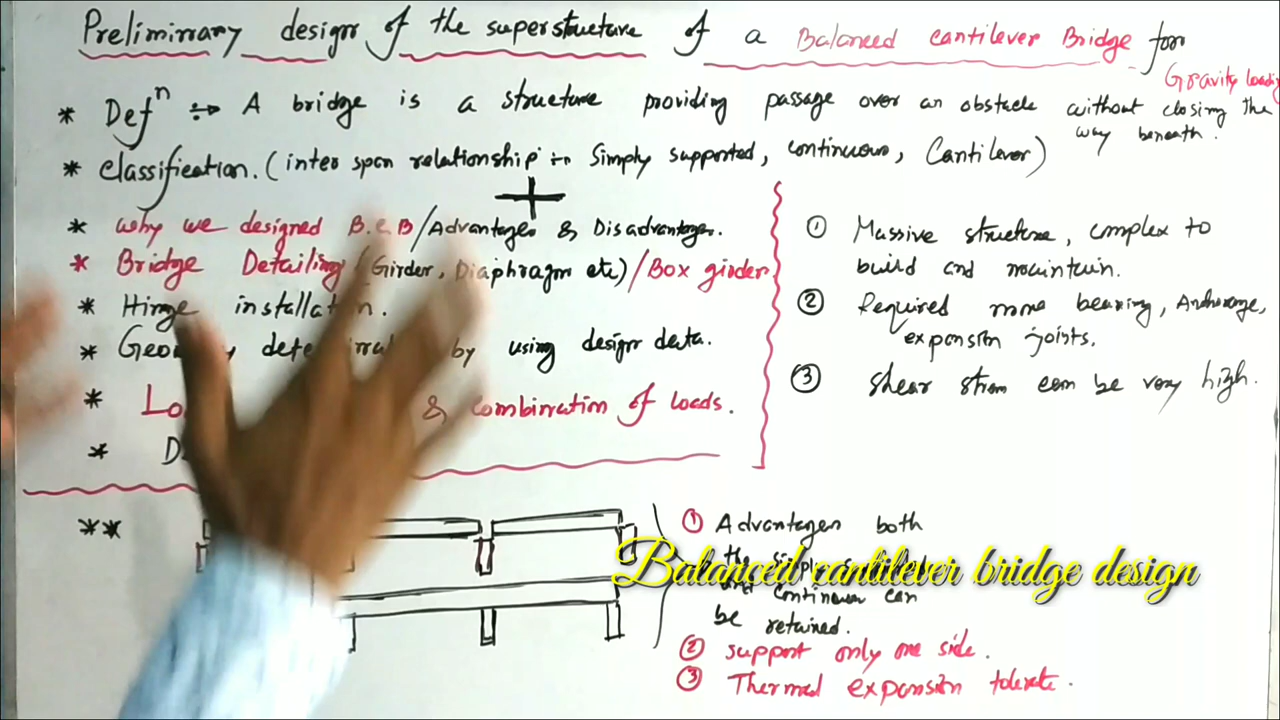 Preliminary design of the superstructure of a Balanced cantilever Bridge for
Gravity loading
* Defⁿ A bridge is a structure providing passage over an obstacle without closing the
way beneath.
* Classification. (inter span relationship :- Simply supported, continuous, Cantilever)
* Why we designed B.C.B/Advantages & Disadvantages.
* Bridge Detailing (Girder, Diaphragm etc)/Box girder
* Hinge installation.
* by using design data.
* & combination of loads.
*
① Massive structure, complex to
build and maintain.
② Required more bearing, Anchorage,
expansion joints.
③ Shear stress can be very high.
**
① Advantages both
the
and continuous can
be retained.
② support only one side.
③ Thermal expansion tolerate.
Balanced cantilever bridge design